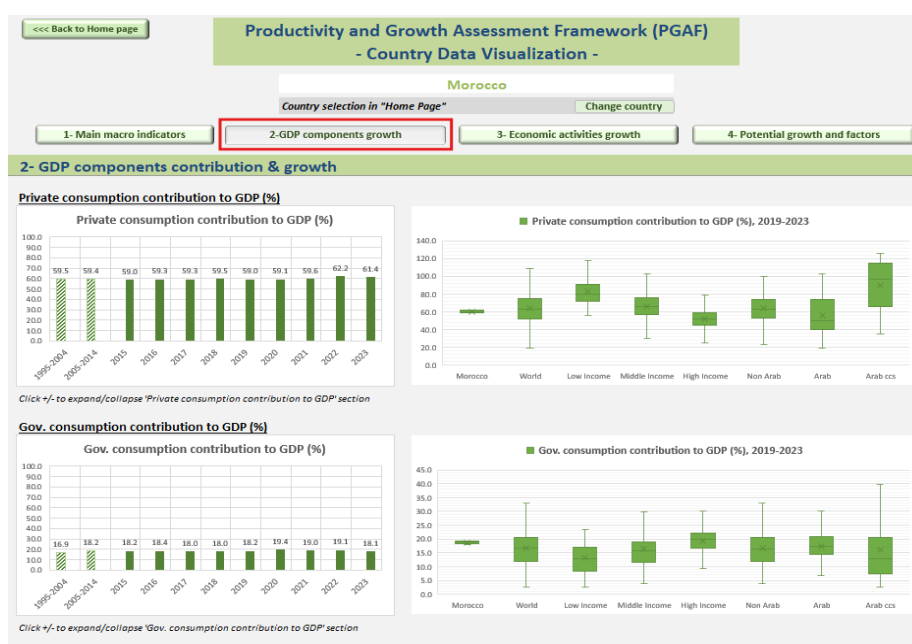 <<< Back to Home page
Productivity and Growth Assessment Framework (PGAF)
- Country Data Visualization -
Morocco
Country selection in "Home Page"
Change country
1- Main macro indicators
2-GDP components growth
3- Economic activities growth
4- Potential growth and factors
2- GDP components contribution & growth
Private consumption contribution to GDP (%)
Private consumption contribution to GDP (%)
100.0
90.0
80.0
70.0
60.0
50.0
40.0
30.0
20.0
10.0
0.0
59.5 59.4 59.0 59.3 59.3 59.5 59.0 59.1 59.6 62.2 61.4
1995-2004 2005-2014 2015 2016 2017 2018 2019 2020 2021 2022 2023
Private consumption contribution to GDP (%), 2019-2023
140.0
120.0
100.0
80.0
60.0
40.0
20.0
0.0
Morocco World Low Income Middle Income High Income Non Arab Arab Arab ccs
Click +/- to expand/collapse 'Private consumption contribution to GDP' section
Gov. consumption contribution to GDP (%)
Gov. consumption contribution to GDP (%)
100.0
90.0
80.0
70.0
60.0
50.0
40.0
30.0
20.0
10.0
0.0
16.9 18.2 18.2 18.4 18.0 18.0 18.2 19.4 19.0 19.1 18.1
1995-2004 2005-2014 2015 2016 2017 2018 2019 2020 2021 2022 2023
Gov. consumption contribution to GDP (%), 2019-2023
45.0
40.0
35.0
30.0
25.0
20.0
15.0
10.0
5.0
0.0
Morocco World Low Income Middle Income High Income Non Arab Arab Arab ccs
Click +/- to expand/collapse 'Gov. consumption contribution to GDP' section